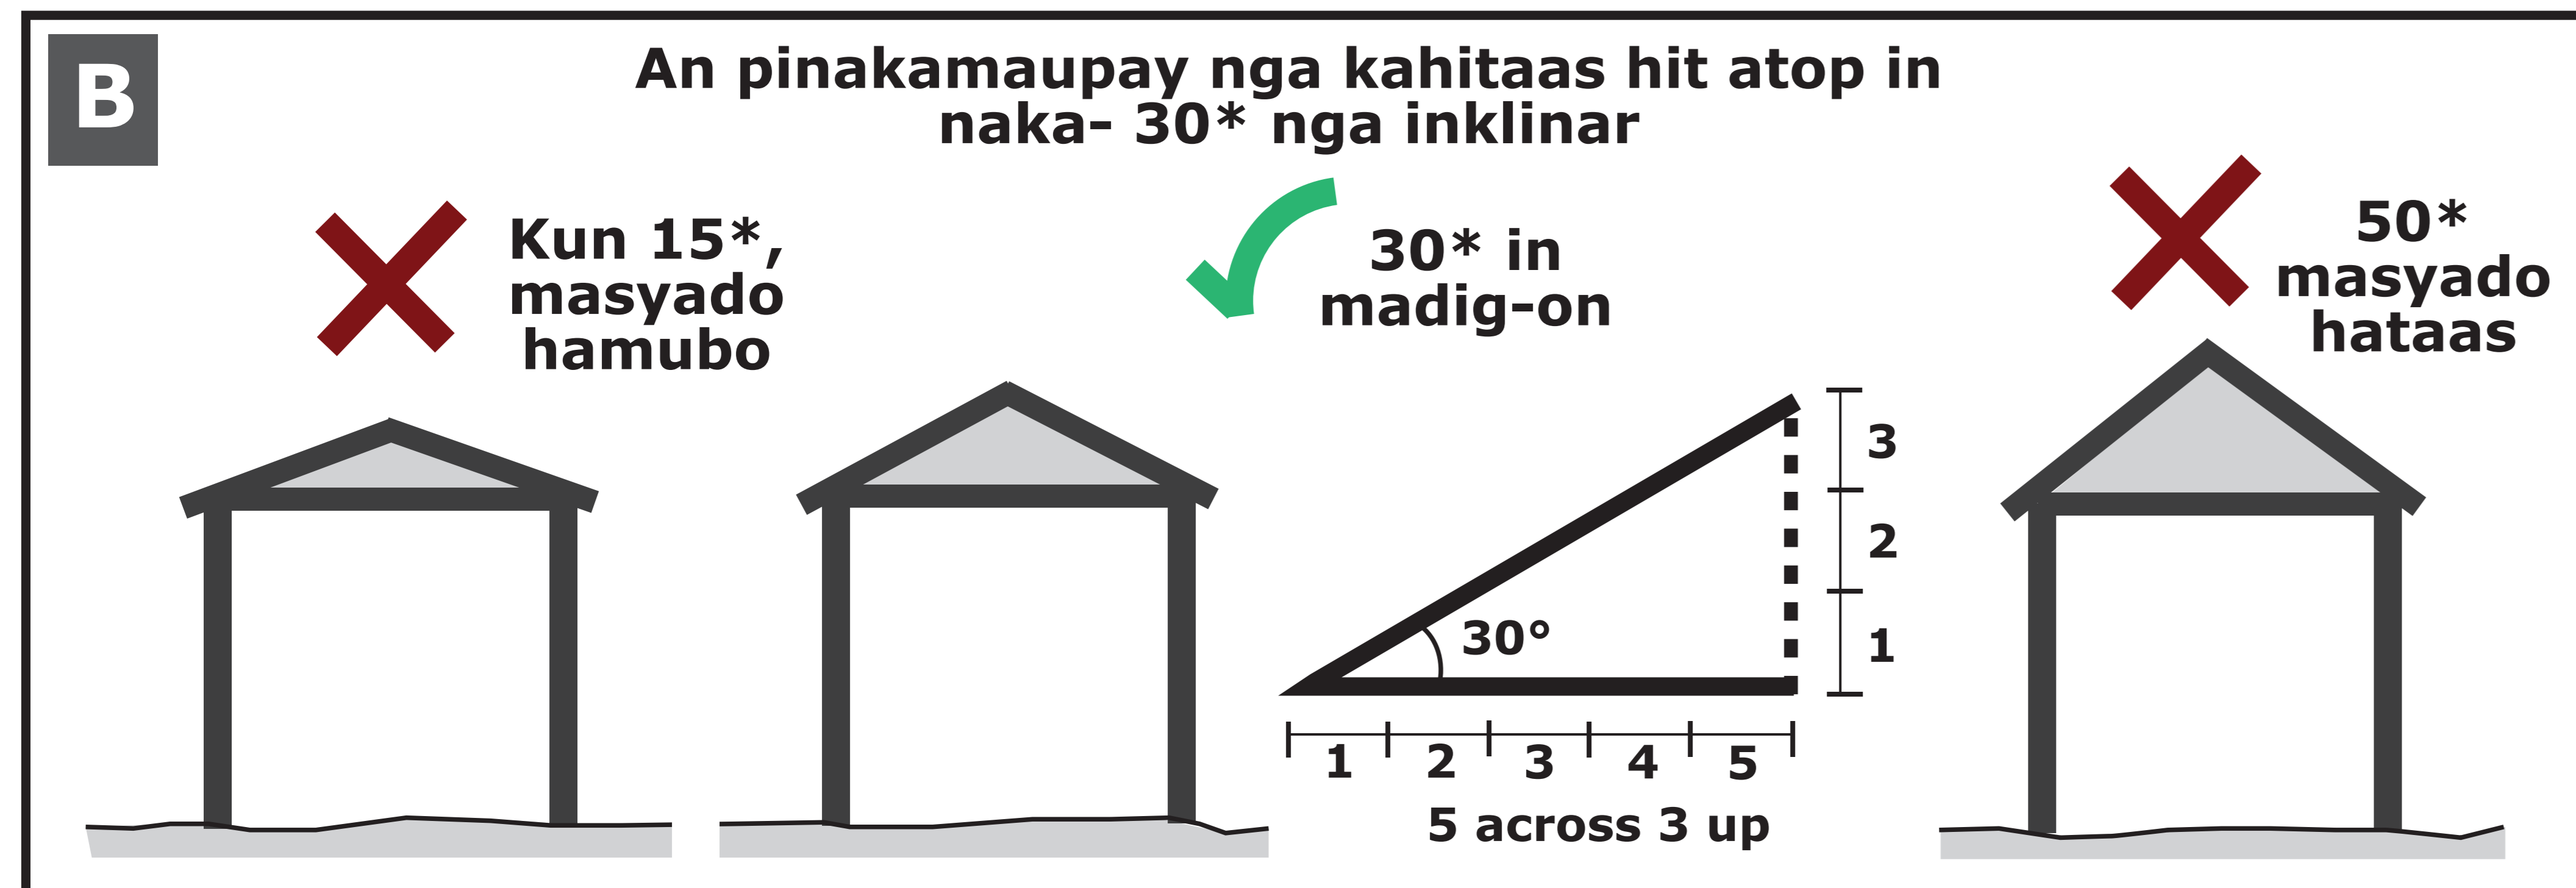 B
An pinakamaupay nga kahitaas hit atop in
naka- 30* nga inklinar
Kun 15*,
masyado
hamubo
30* in
madig-on
50*
masyado
hataas
3
2
1
30°
1 2 3 4 5
5 across 3 up